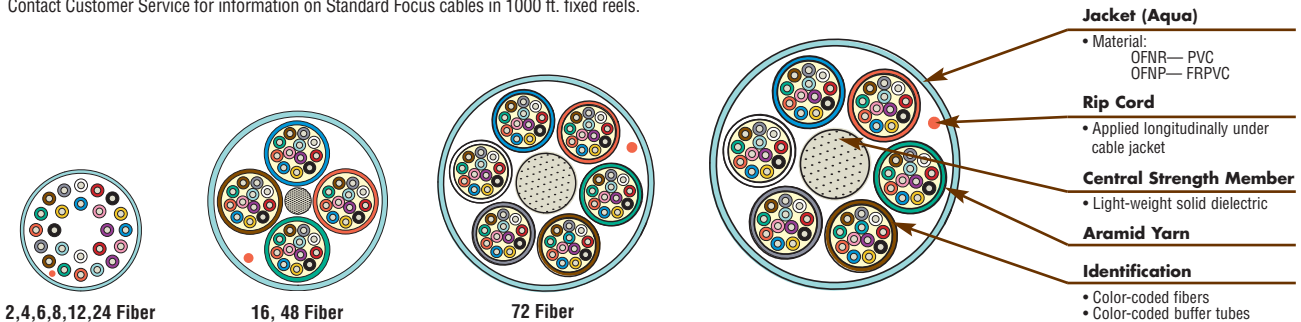 Contact Customer Service for information on Standard Focus cables in 1000 ft. fixed reels.
2,4,6,8,12,24 Fiber
16, 48 Fiber
72 Fiber
Jacket (Aqua)
• Material:
OFNR— PVC
OFNP— FRPVC
Rip Cord
• Applied longitudinally under
cable jacket
Central Strength Member
• Light-weight solid dielectric
Aramid Yarn
Identification
• Color-coded fibers
• Color-coded buffer tubes